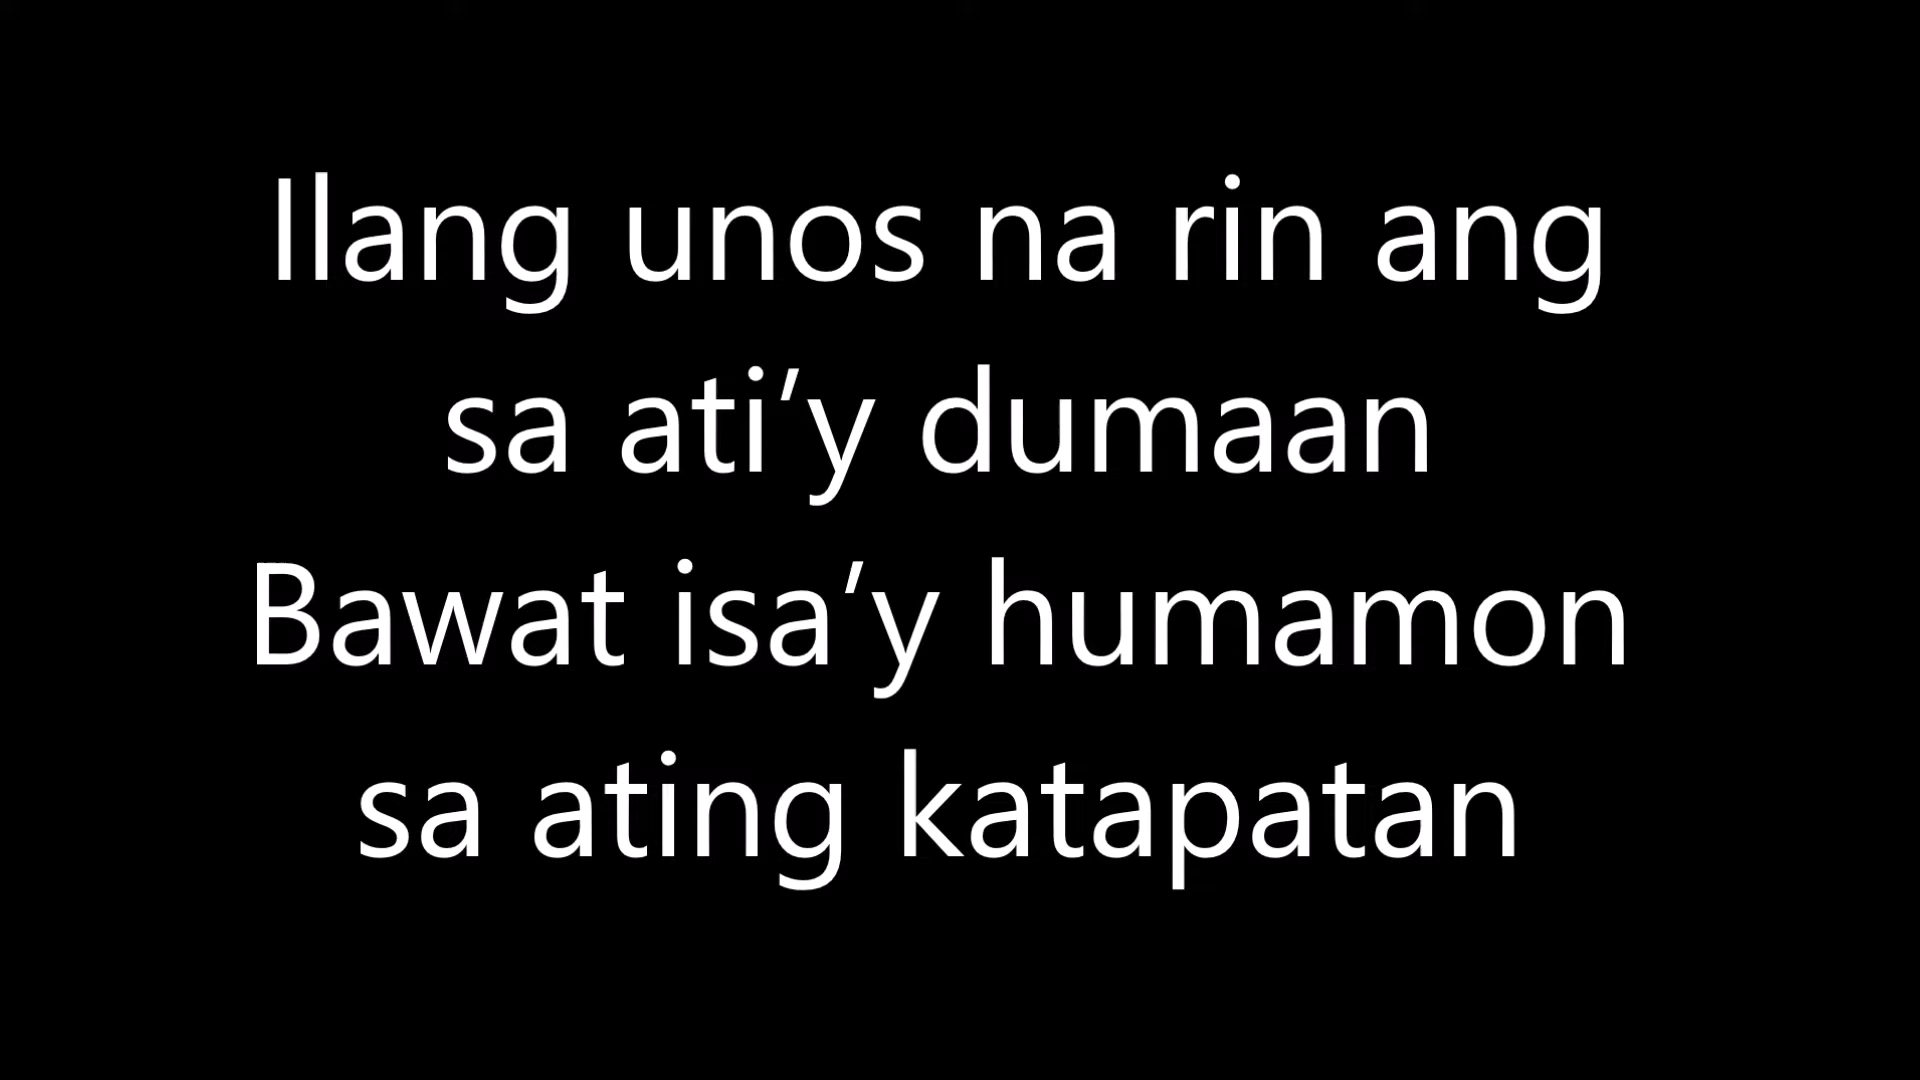 Ilang unos na rin ang
sa ati’y dumaan
Bawat isa’y humamon
sa ating katapatan